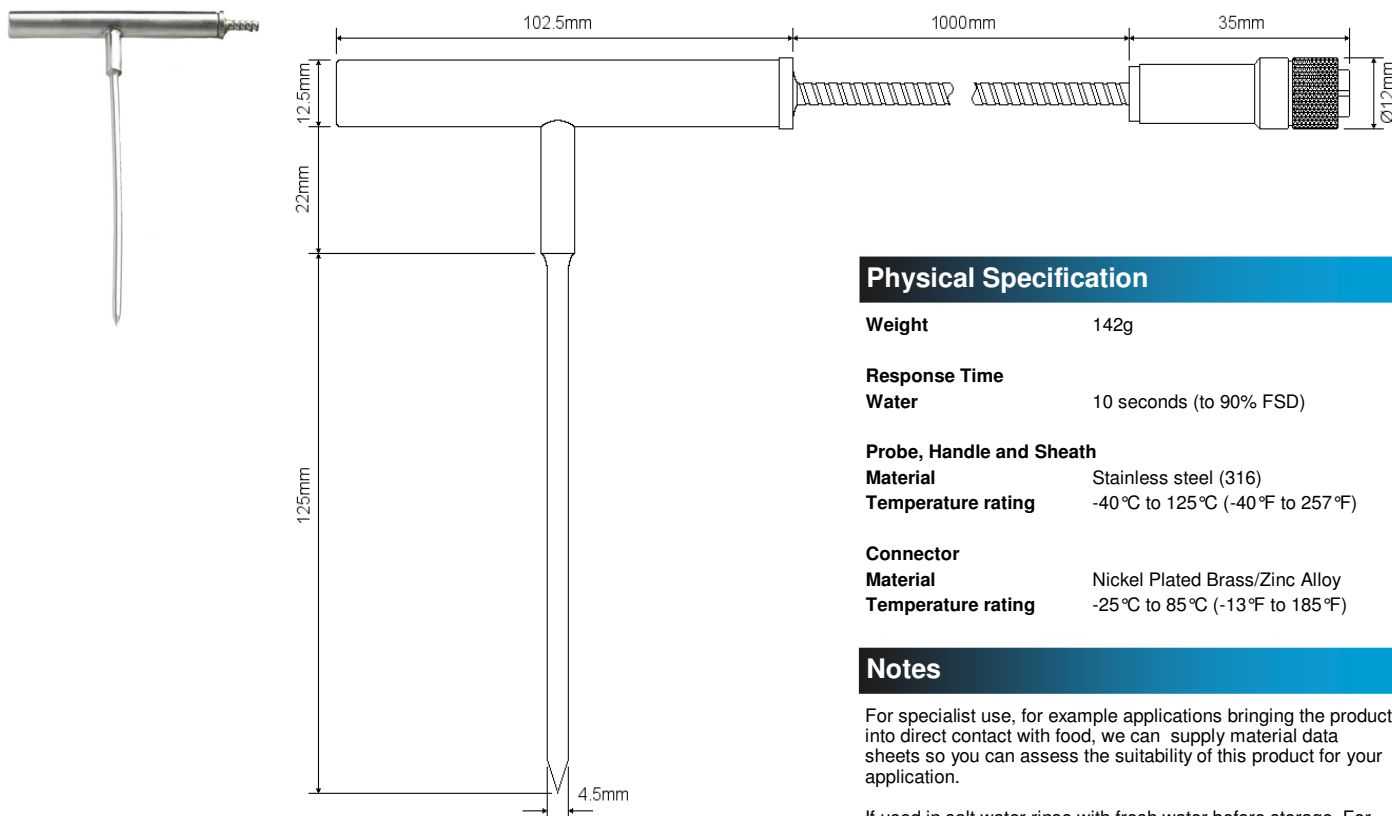 102.5mm
1000mm
35mm
12.5mm
Ø12mm
22mm
125mm
4.5mm
Physical Specification
Weight 142g
Response Time
Water 10 seconds (to 90% FSD)
Probe, Handle and Sheath
Material Stainless steel (316)
Temperature rating -40°C to 125°C (-40°F to 257°F)
Connector
Material Nickel Plated Brass/Zinc Alloy
Temperature rating -25°C to 85°C (-13°F to 185°F)
Notes
For specialist use, for example applications bringing the product
into direct contact with food, we can supply material data
sheets so you can assess the suitability of this product for your
application.
If used in salt water rinse with fresh water before storage. For